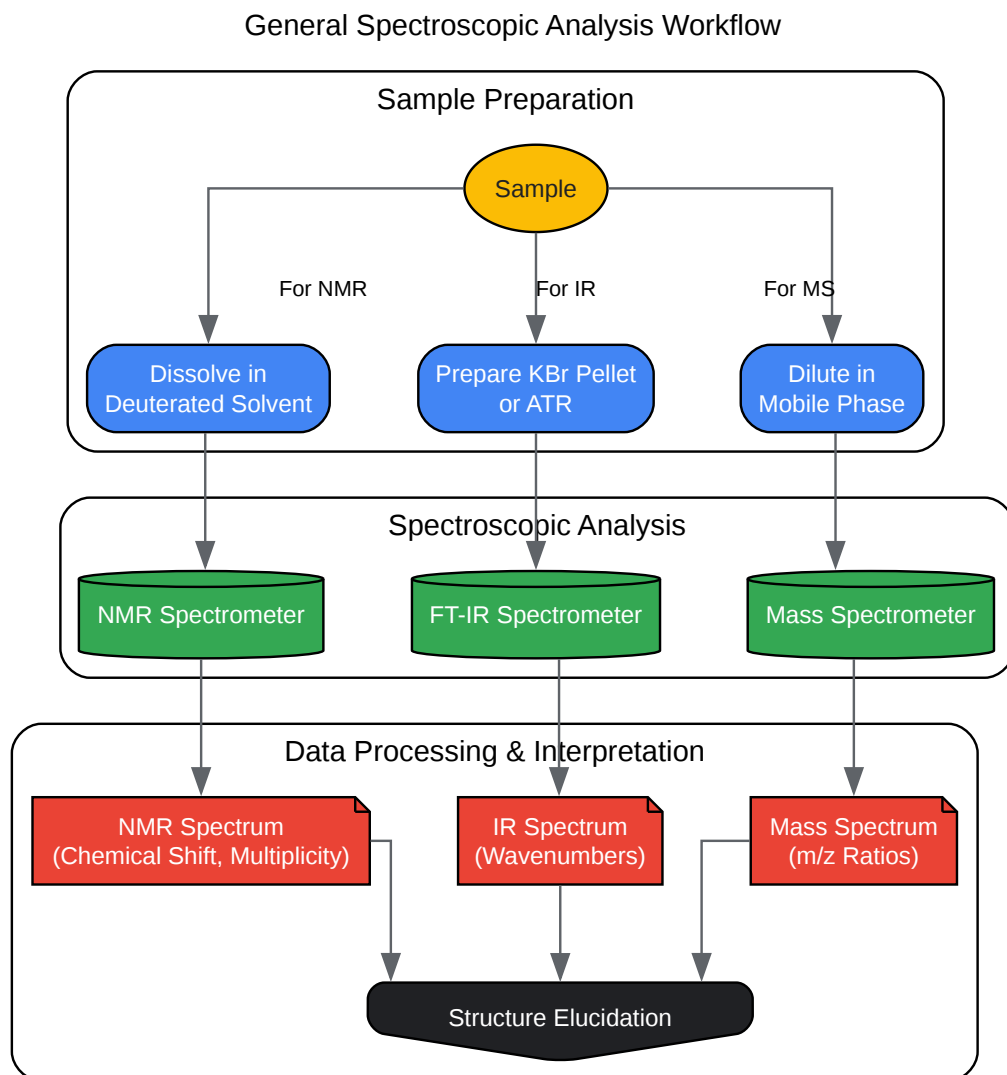 General Spectroscopic Analysis Workflow
Sample Preparation
Sample
For NMR
For IR
For MS
Dissolve in
Deuterated Solvent
Prepare KBr Pellet
or ATR
Dilute in
Mobile Phase
Spectroscopic Analysis
NMR Spectrometer
FT-IR Spectrometer
Mass Spectrometer
Data Processing & Interpretation
NMR Spectrum
(Chemical Shift, Multiplicity)
IR Spectrum
(Wavenumbers)
Mass Spectrum
(m/z Ratios)
Structure Elucidation